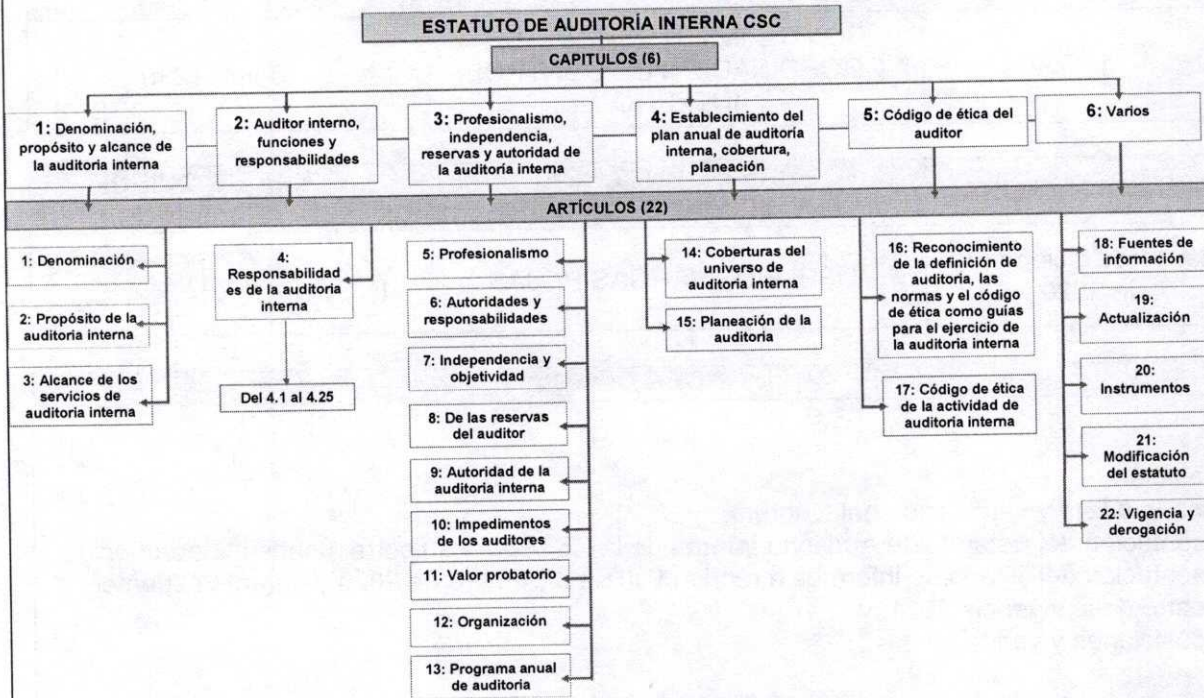 ESTATUTO DE AUDITORÍA INTERNA CSC
CAPITULOS (6)
1: Denominación,
propósito y alcance de
la auditoria interna
2: Auditor interno,
funciones y
responsabilidades
3: Profesionalismo,
independencia,
reservas y autoridad de
la auditoría interna
4: Establecimiento del
plan anual de auditoría
interna, cobertura,
planeación
5: Código de ética del
auditor
6: Varios
ARTÍCULOS (22)
1: Denominación
2: Propósito de la
auditoria interna
3: Alcance de los
servicios de
auditoria interna
4:
Responsabilidad
es de la auditoria
interna
Del 4.1 al 4.25
5: Profesionalismo
6: Autoridades y
responsabilidades
7: Independencia y
objetividad
8: De las reservas
del auditor
9: Autoridad de la
auditoria interna
10: Impedimentos
de los auditores
11: Valor probatorio
12: Organización
13: Programa anual
de auditoria
14: Coberturas del
universo de
auditoria interna
15: Planeación de la
auditoria
16: Reconocimiento
de la definición de
auditoria, las
normas y el código
de ética como guías
para el ejercicio de
la auditoria interna
17: Código de ética
de la actividad de
auditoria interna
18: Fuentes de
información
19:
Actualización
20:
Instrumentos
21:
Modificación
del estatuto
22: Vigencia y
derogación